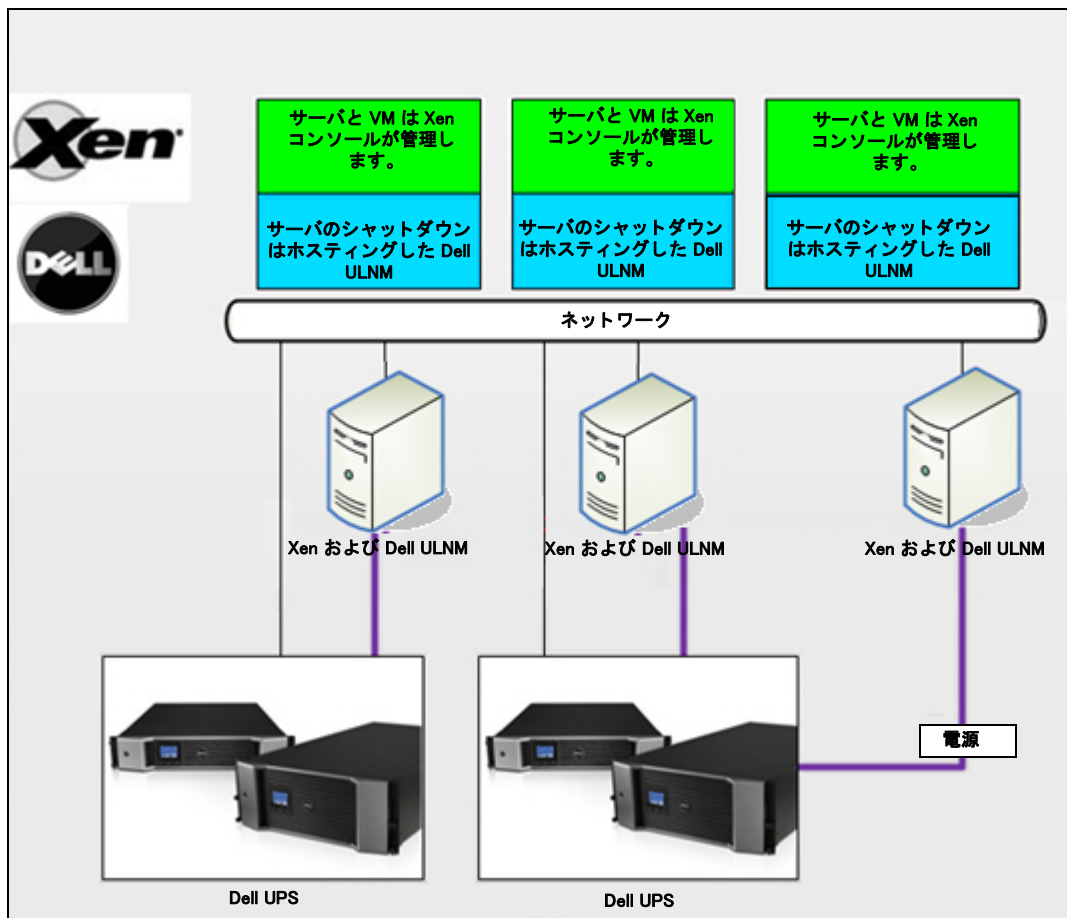 Xen
DELL
サーバと VM は Xen
コンソールが管理し
ます。
サーバと VM は Xen
コンソールが管理し
ます。
サーバと VM は Xen
コンソールが管理し
ます。
サーバのシャットダウン
はホスティングした Dell
ULNM
サーバのシャットダウン
はホスティングした Dell
ULNM
サーバのシャットダウン
はホスティングした Dell
ULNM
ネットワーク
Xen および Dell ULNM
Xen および Dell ULNM
Xen および Dell ULNM
電源
Dell UPS
Dell UPS